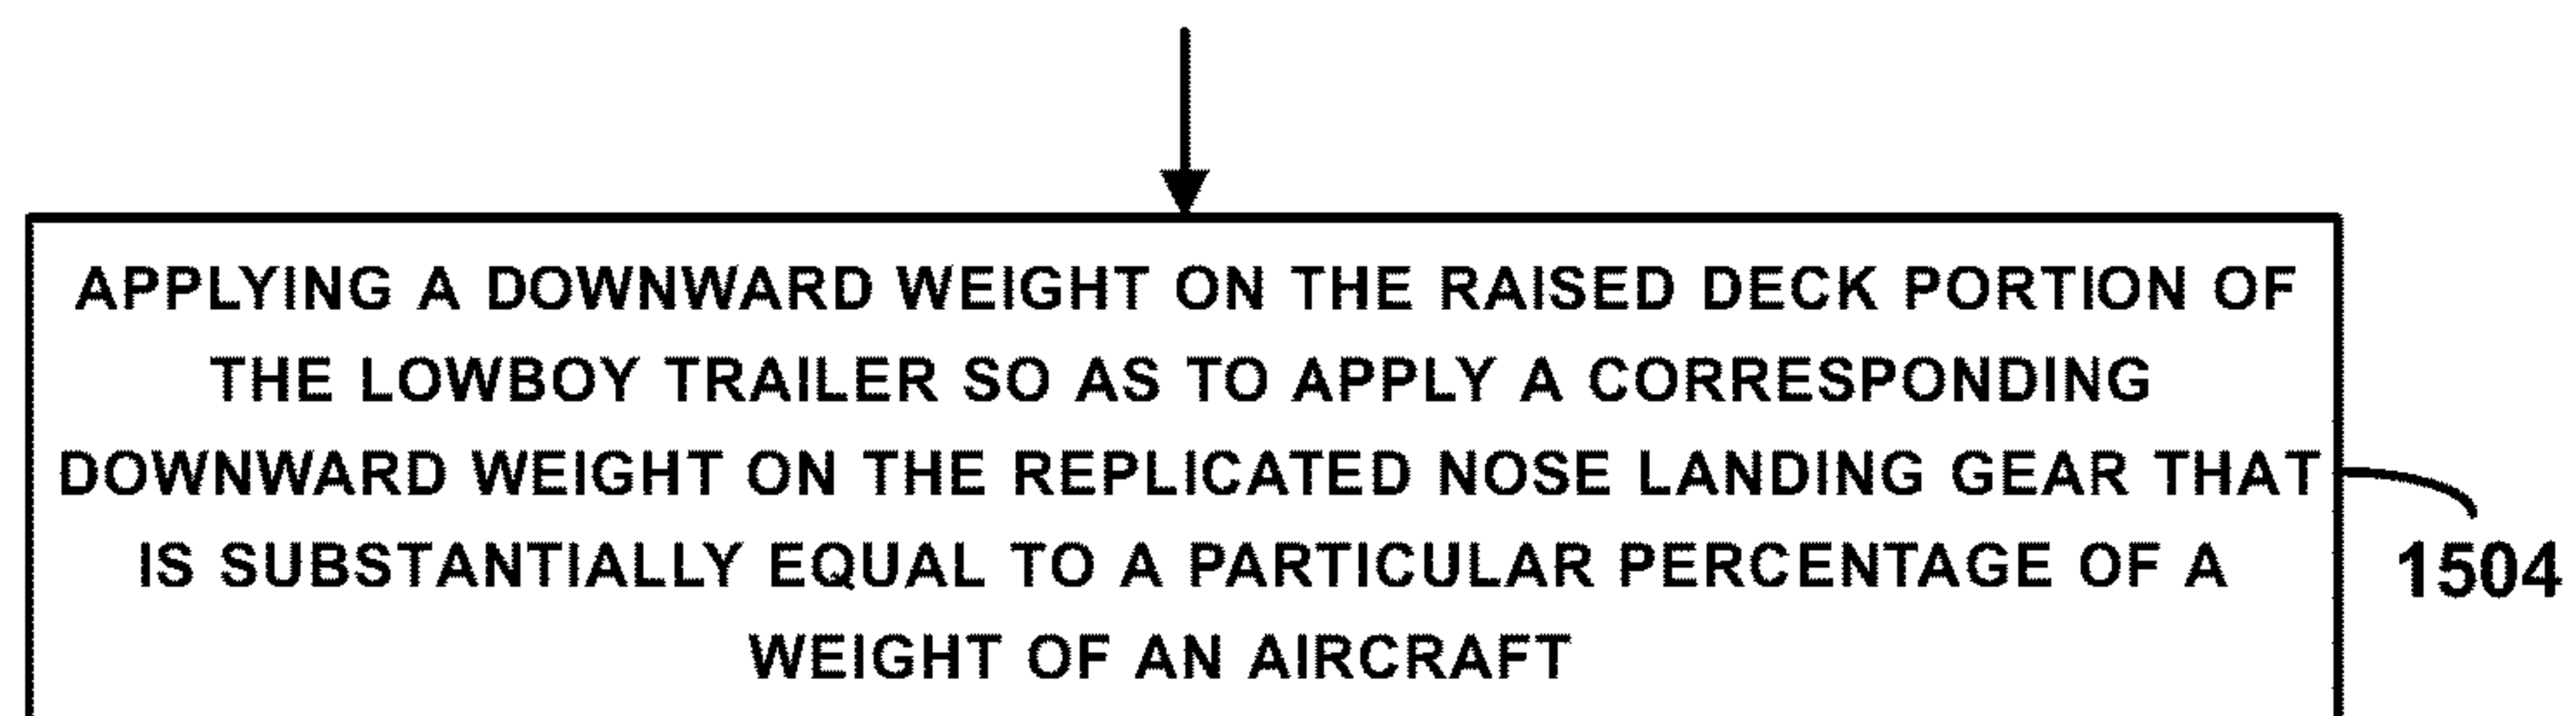 APPLYING A DOWNWARD WEIGHT ON THE RAISED DECK PORTION OF
THE LOWBOY TRAILER SO AS TO APPLY A CORRESPONDING
DOWNWARD WEIGHT ON THE REPLICATED NOSE LANDING GEAR THAT
IS SUBSTANTIALLY EQUAL TO A PARTICULAR PERCENTAGE OF A
WEIGHT OF AN AIRCRAFT
1504